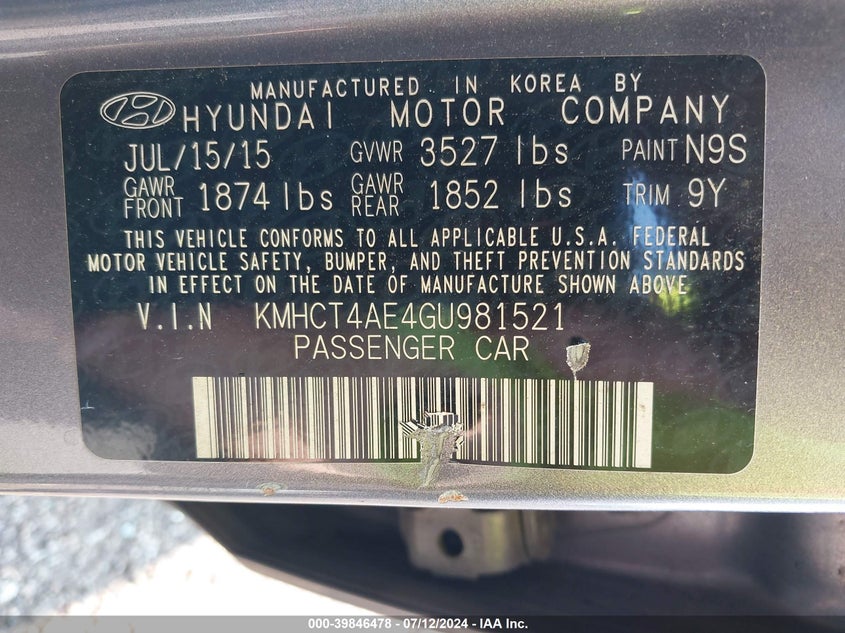 MANUFACTURED IN KOREA BY
HYUNDAI MOTOR COMPANY
JUL/15/15 GVWR 3527 lbs PAINT N9S
GAWR FRONT 1874 lbs GAWR REAR 1852 lbs TRIM 9Y
THIS VEHICLE CONFORMS TO ALL APPLICABLE U.S.A. FEDERAL
MOTOR VEHICLE SAFETY, BUMPER, AND THEFT PREVENTION STANDARDS
IN EFFECT ON THE DATE OF MANUFACTURE SHOWN ABOVE
V.I.N KMHCT4AE4GU981521
PASSENGER CAR
000-39846478 - 07/12/2024 - IAA Inc.